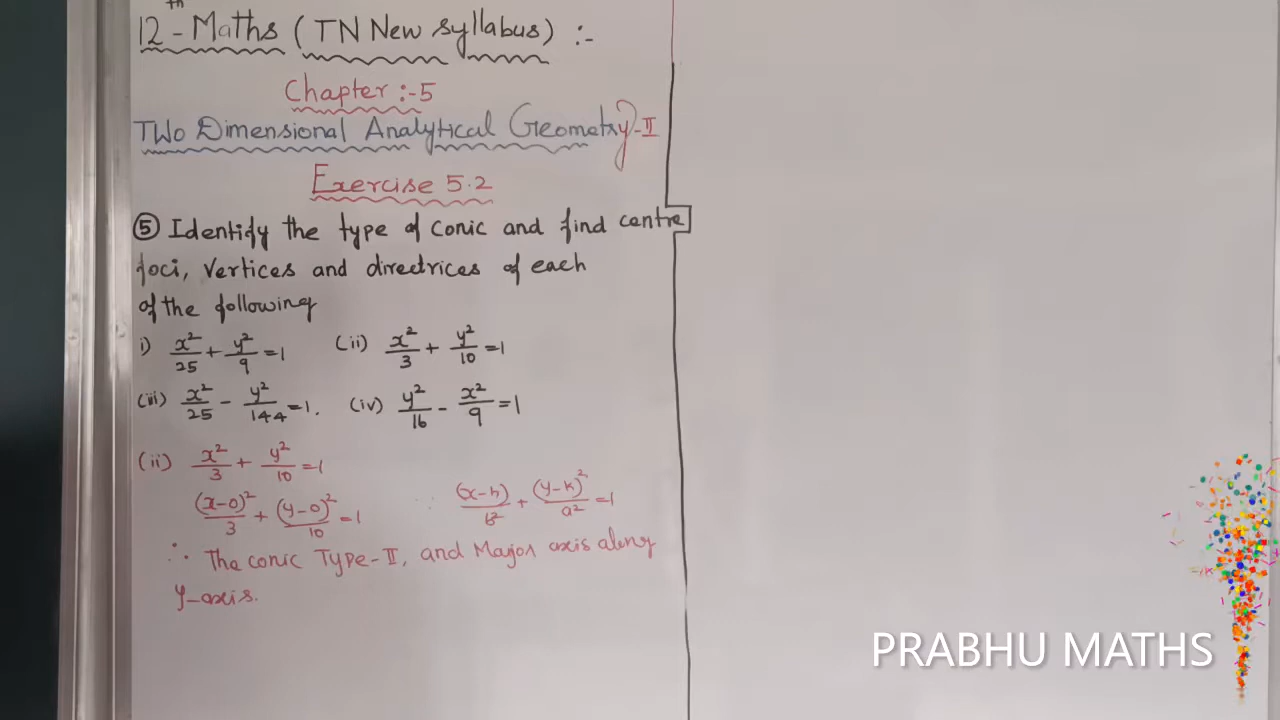 12th - Maths (TN New syllabus) :-
Chapter :-5
TWO Dimensional Analytical Geometry-II
Exercise 5.2
⑤ Identify the type of conic and find centre
foci, vertices and directrices of each
of the following
i) x²/25 + y²/9 = 1 (ii) x²/3 + y²/10 = 1
(iii) x²/25 - y²/144 = 1. (iv) y²/16 - x²/9 = 1
(ii) x²/3 + y²/10 = 1
(x-0)²/3 + (y-0)²/10 = 1 (x-h)/b² + (y-k)²/a² = 1
∴ The conic Type-II, and Major axis along
y-axis.
PRABHU MATHS